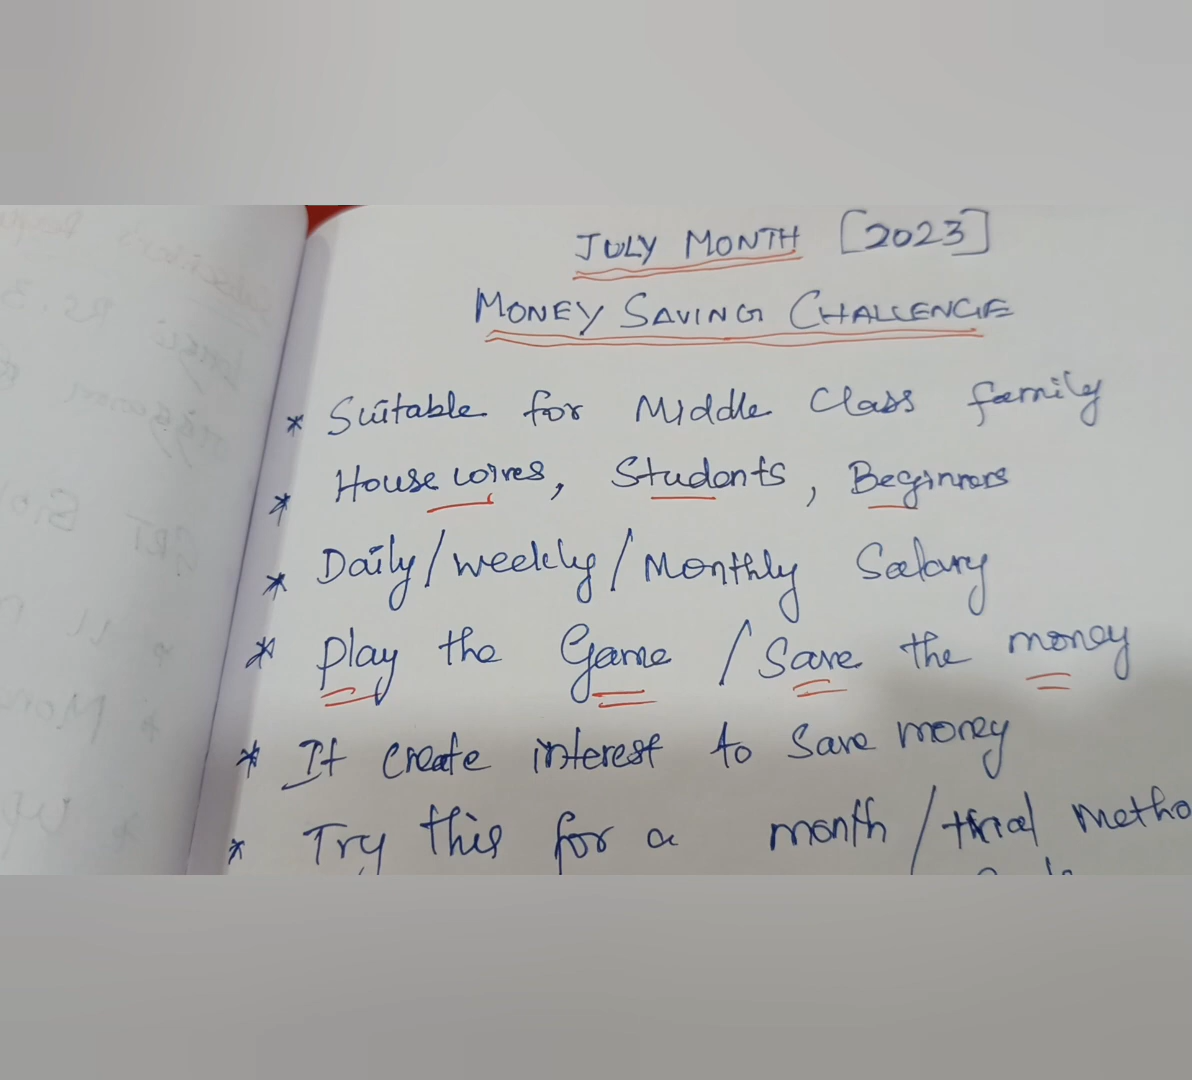 JULY MONTH [2023]
MONEY SAVING CHALLENGE
* Suitable for Middle Class family
* House wives, Students, Beginners
* Daily/weekly/Monthly Salary
* Play the Game / Save the money
* It create interest to Save money
* Try this for a month / trial Metho